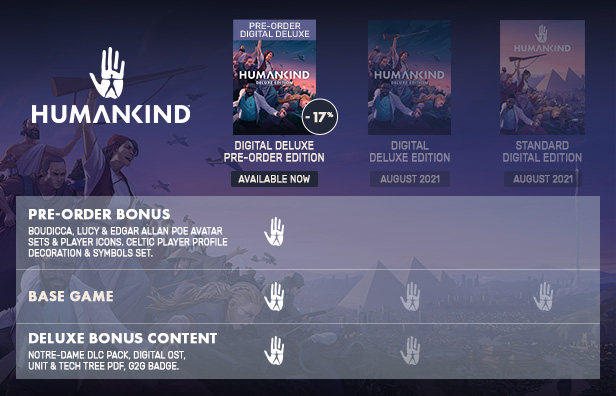 PRE-ORDER
DIGITAL DELUXE
HUMANKIND
DELUXE EDITION
HUMANKIND
DELUXE EDITION
HUMANKIND
HUMANKIND
- 17%
DIGITAL DELUXE
PRE-ORDER EDITION
DIGITAL
DELUXE EDITION
STANDARD
DIGITAL EDITION
AVAILABLE NOW
AUGUST 2021
AUGUST 2021
PRE-ORDER BONUS
BOUDICCA, LUCY & EDGAR ALLAN POE AVATAR
SETS & PLAYER ICONS. CELTIC PLAYER PROFILE
DECORATION & SYMBOLS SET.
BASE GAME
DELUXE BONUS CONTENT
NOTRE-DAME DLC PACK, DIGITAL OST,
UNIT & TECH TREE PDF, G2G BADGE.